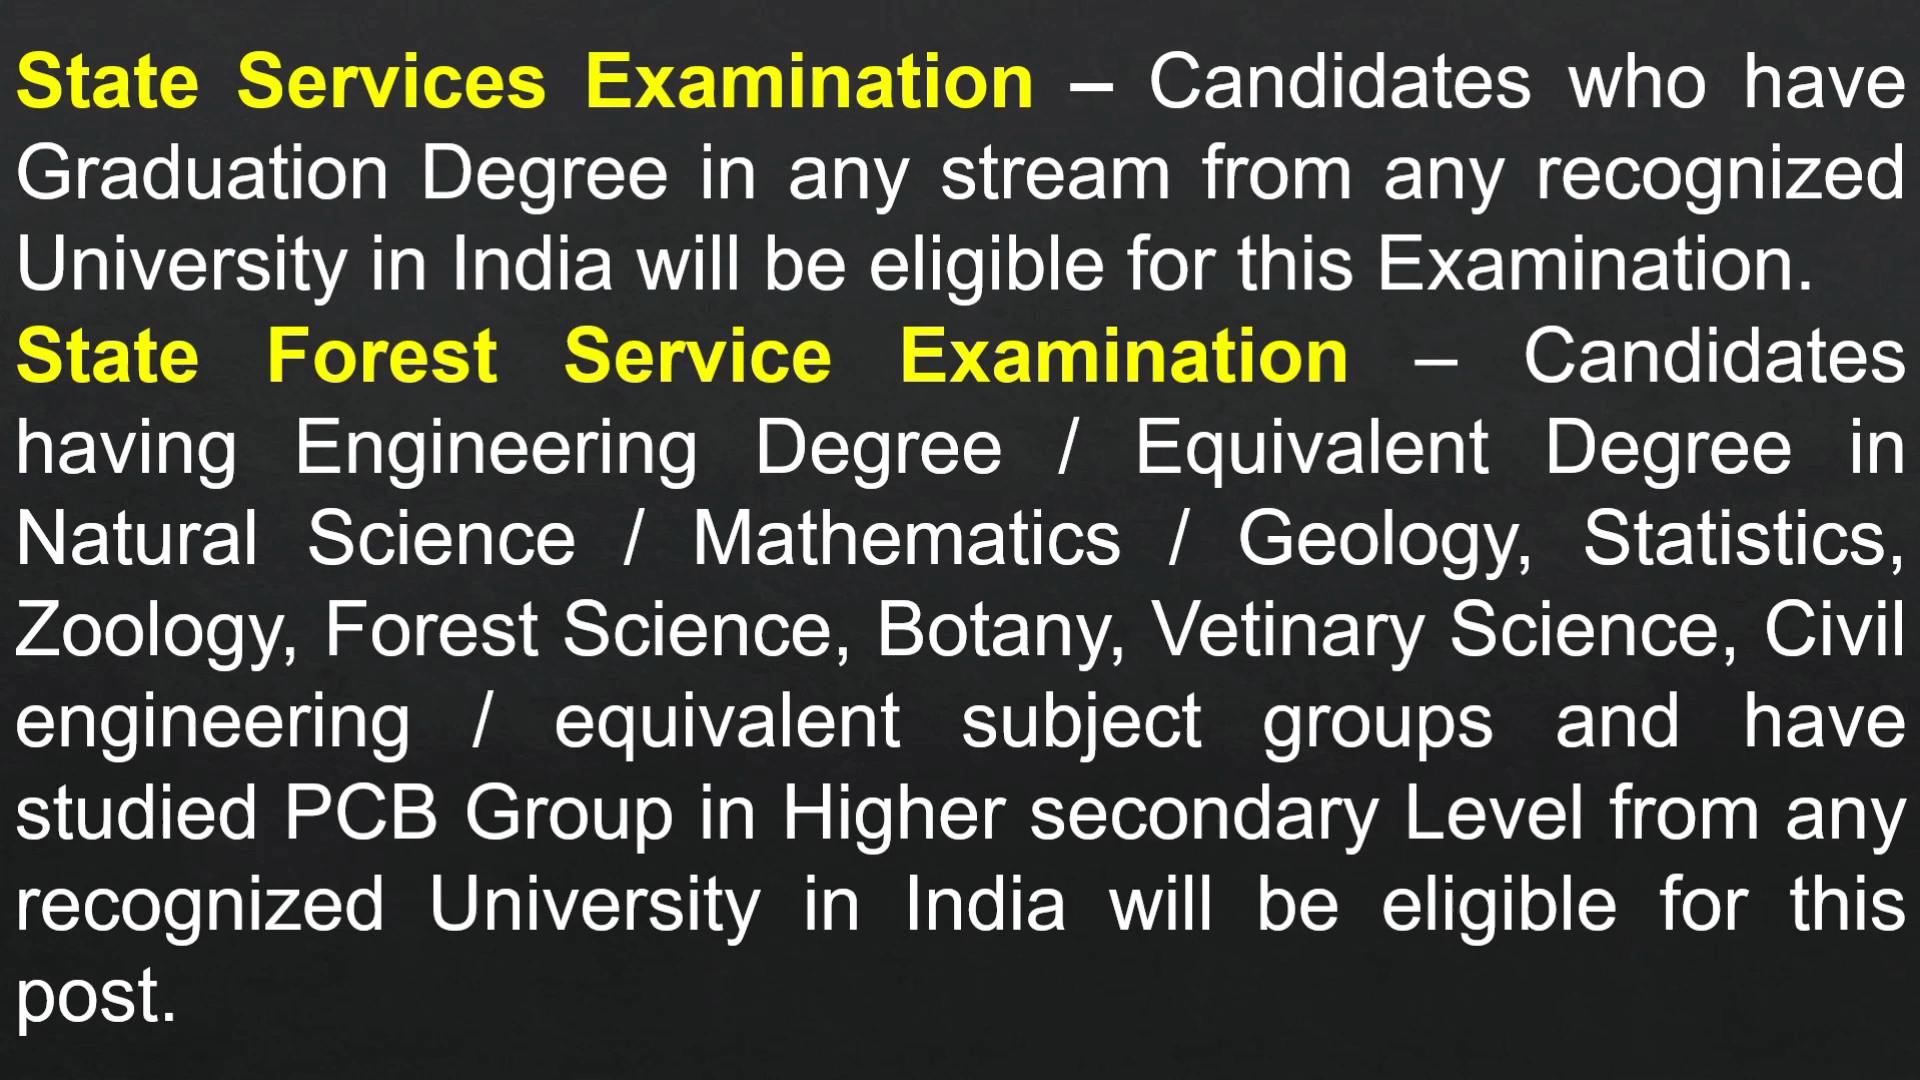 State Services Examination – Candidates who have
Graduation Degree in any stream from any recognized
University in India will be eligible for this Examination.
State Forest Service Examination – Candidates
having Engineering Degree / Equivalent Degree in
Natural Science / Mathematics / Geology, Statistics,
Zoology, Forest Science, Botany, Vetinary Science, Civil
engineering / equivalent subject groups and have
studied PCB Group in Higher secondary Level from any
recognized University in India will be eligible for this
post.